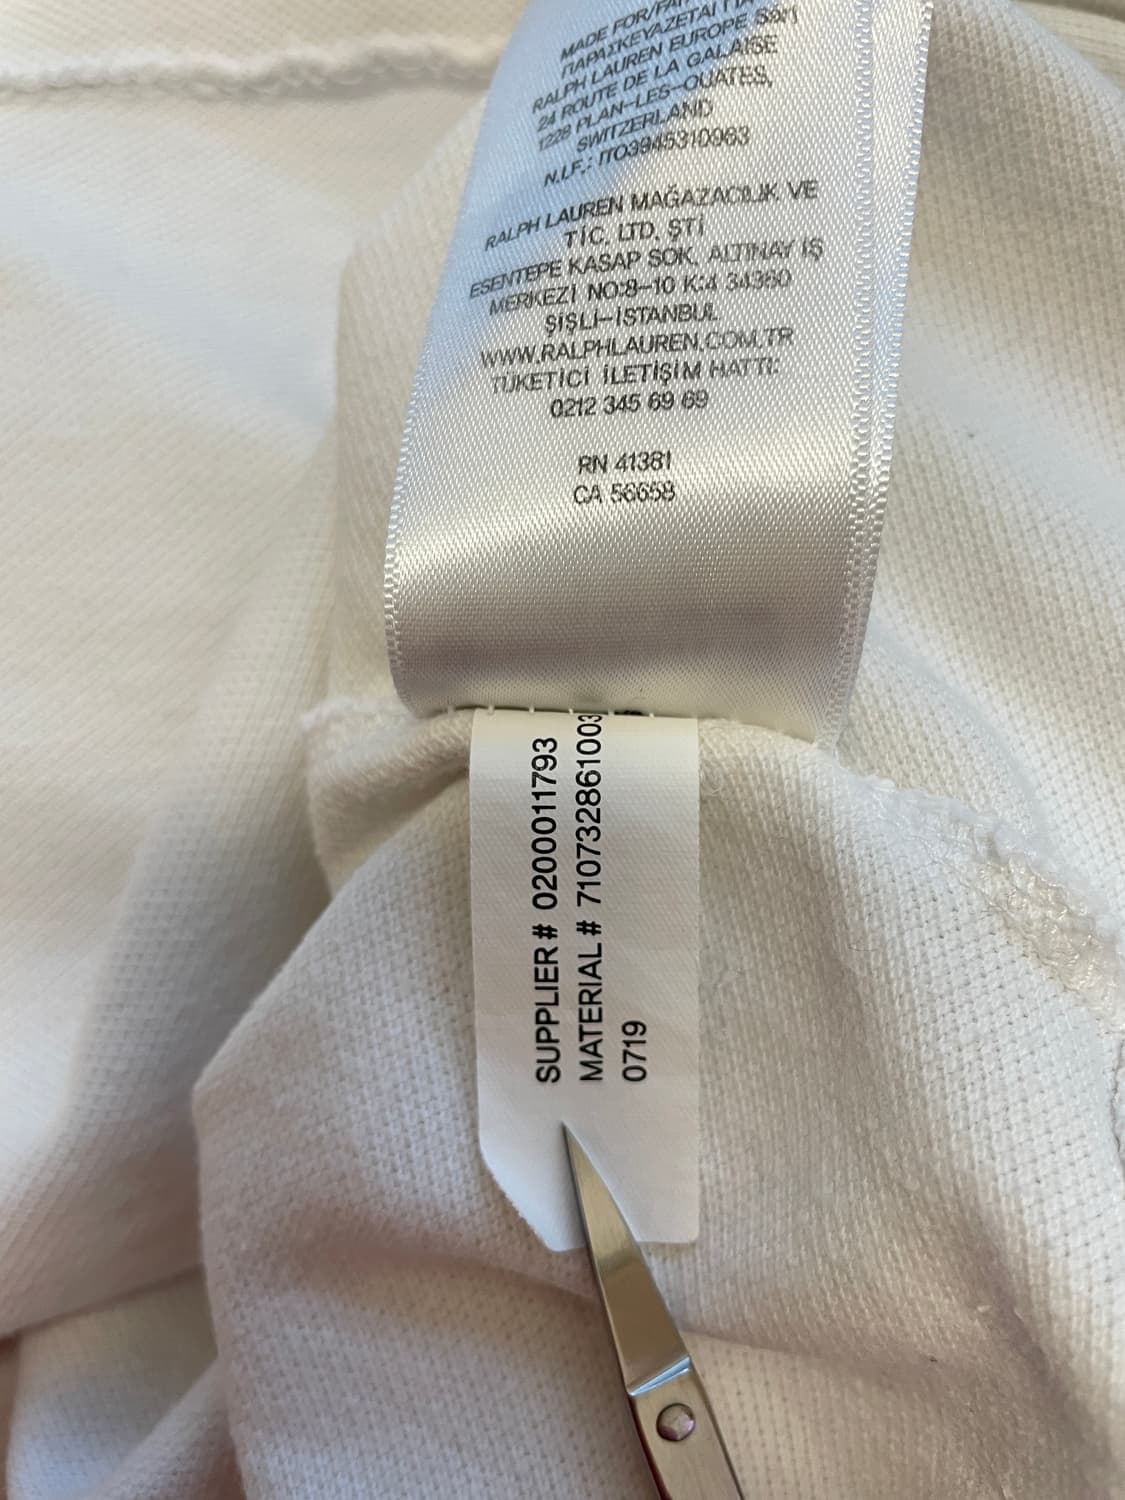 MADE FOR/
ΠΑΡΑΣΚΕΥΑΖΕΤΑΙ ΓΙΑ
RALPH LAUREN EUROPE Sàrl
24 ROUTE DE LA GALAISE
1228 PLAN-LES-OUATES,
SWITZERLAND
N.I.F.: IT03945310963
RALPH LAUREN MAĞAZACILIK VE
TİC. LTD. ŞTİ
ESENTEPE KASAP SOK. ALTINAY İŞ
MERKEZİ NO:8-10 K:4 34360
ŞİŞLİ-İSTANBUL
WWW.RALPHLAUREN.COM.TR
TÜKETİCİ İLETİŞİM HATTI:
0212 345 69 69
RN 41381
CA 56658
SUPPLIER# 0200011793
MATERIAL # 710732861003
0719